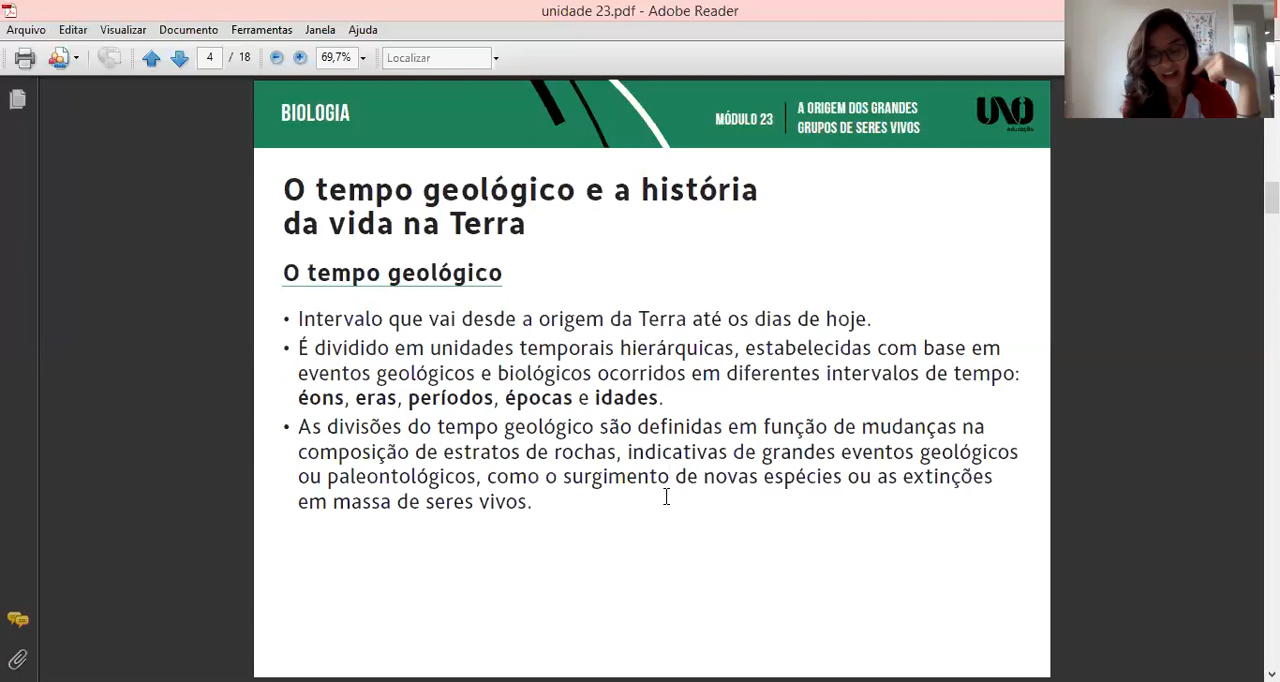 unidade 23.pdf - Adobe Reader
Arquivo Editar Visualizar Documento Ferramentas Janela Ajuda
4 / 18 69,7% Localizar
BIOLOGIA
MÓDULO 23
A ORIGEM DOS GRANDES
GRUPOS DE SERES VIVOS
UNO
educação
O tempo geológico e a história
da vida na Terra
O tempo geológico
• Intervalo que vai desde a origem da Terra até os dias de hoje.
• É dividido em unidades temporais hierárquicas, estabelecidas com base em
eventos geológicos e biológicos ocorridos em diferentes intervalos de tempo:
éons, eras, períodos, épocas e idades.
• As divisões do tempo geológico são definidas em função de mudanças na
composição de estratos de rochas, indicativas de grandes eventos geológicos
ou paleontológicos, como o surgimento de novas espécies ou as extinções
em massa de seres vivos.